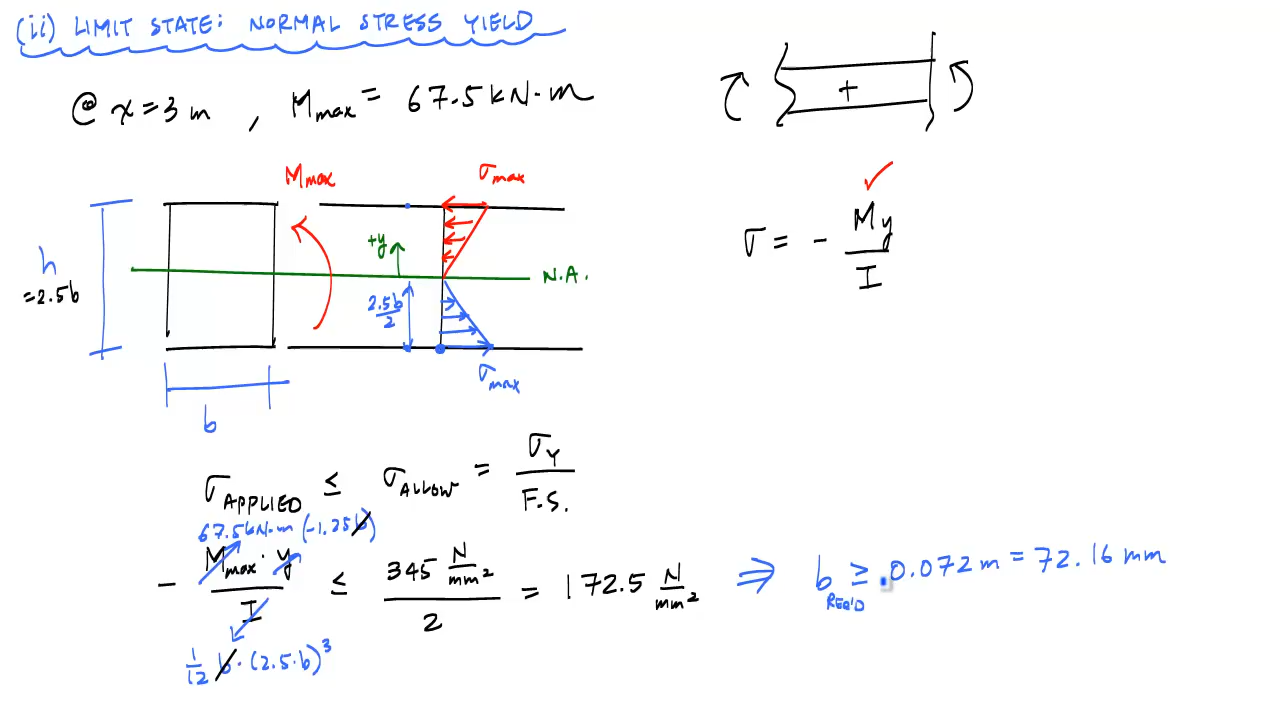 (ii) LIMIT STATE: NORMAL STRESS YIELD
@ x = 3 m , Mmax = 67.5 kN·m
+
Mmax
σmax
σ = - My / I
h
= 2.5b
+y
N.A.
2.5b / 2
σmax
b
σAPPLIED ≤ σALLOW = σY / F.S.
67.5 kN·m (-1.25b)
- Mmax · y / I ≤ 345 N/mm² / 2 = 172.5 N/mm² ⇒ b REQ'D ≥ 0.072 m = 72.16 mm
1/12 b · (2.5·b)³